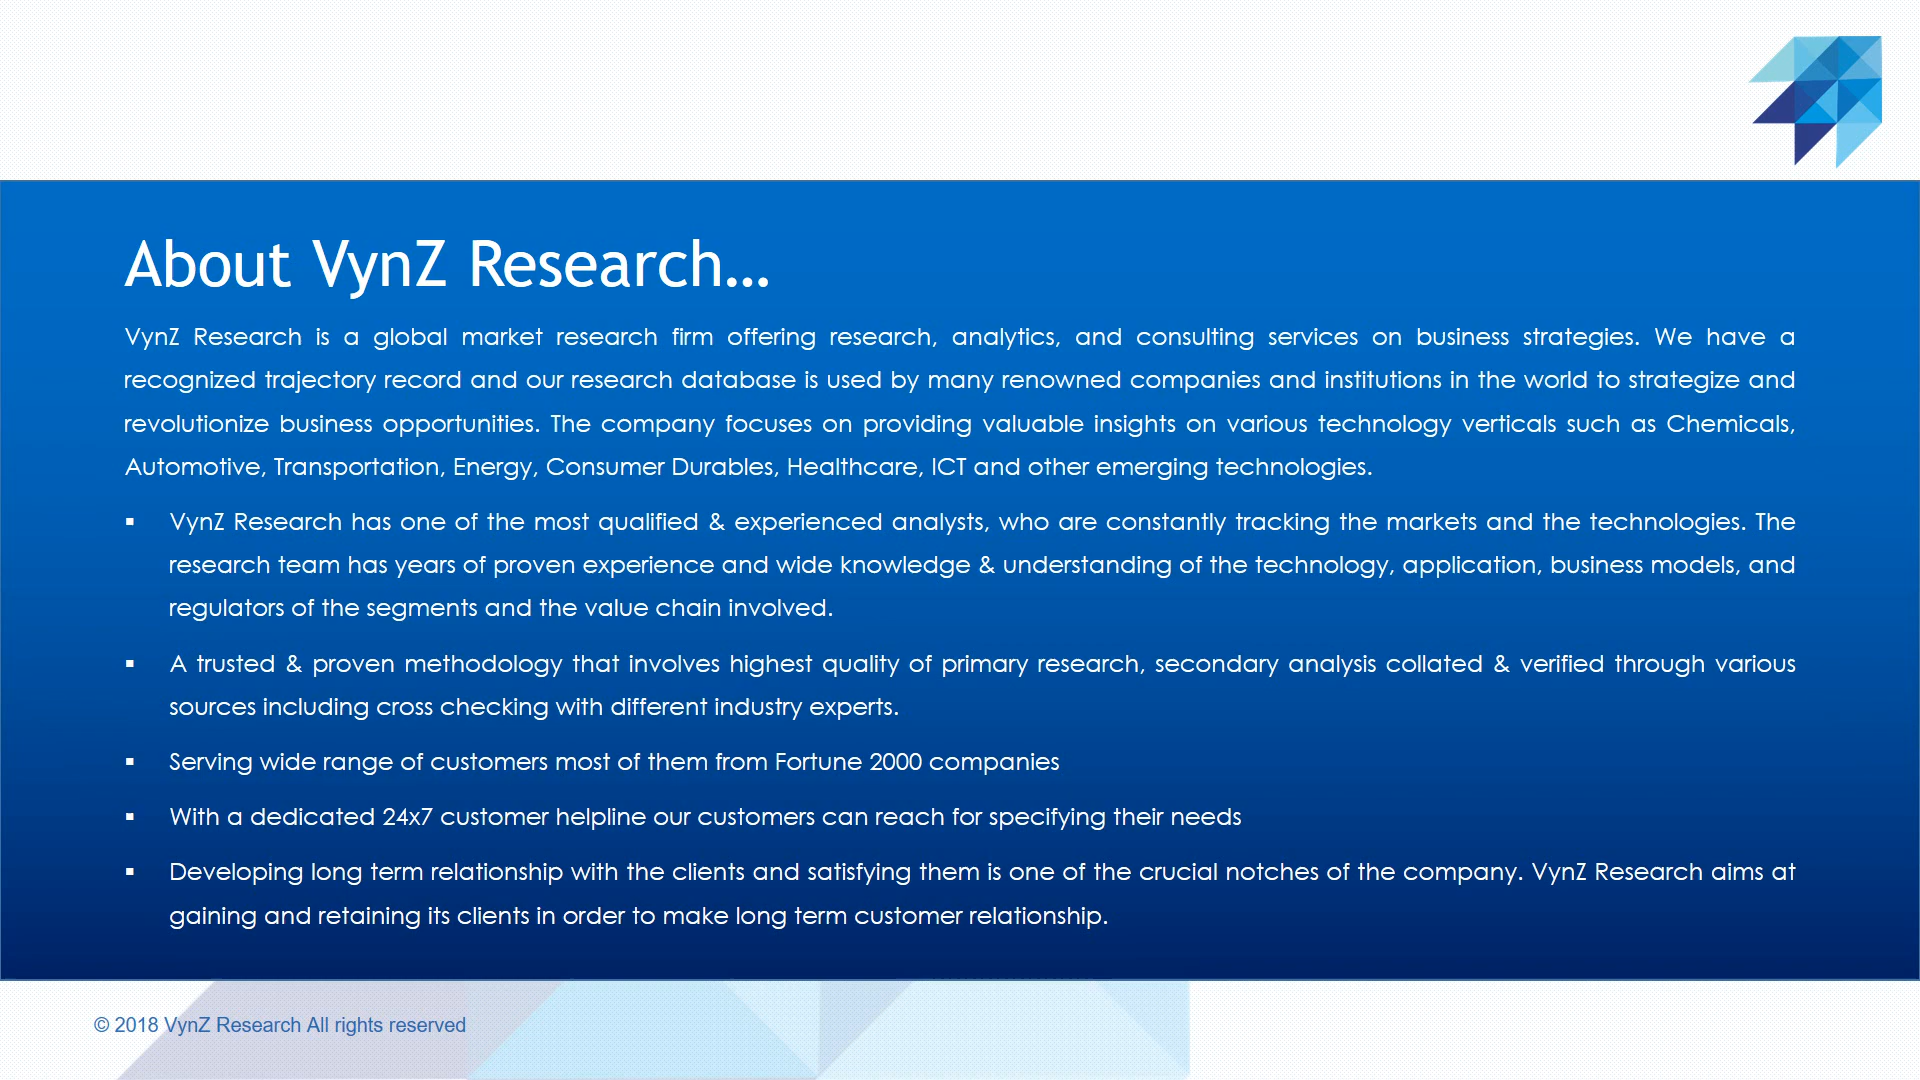 About VynZ Research...
VynZ Research is a global market research firm offering research, analytics, and consulting services on business strategies. We have a
recognized trajectory record and our research database is used by many renowned companies and institutions in the world to strategize and
revolutionize business opportunities. The company focuses on providing valuable insights on various technology verticals such as Chemicals,
Automotive, Transportation, Energy, Consumer Durables, Healthcare, ICT and other emerging technologies.
▪ VynZ Research has one of the most qualified & experienced analysts, who are constantly tracking the markets and the technologies. The
research team has years of proven experience and wide knowledge & understanding of the technology, application, business models, and
regulators of the segments and the value chain involved.
▪ A trusted & proven methodology that involves highest quality of primary research, secondary analysis collated & verified through various
sources including cross checking with different industry experts.
▪ Serving wide range of customers most of them from Fortune 2000 companies
▪ With a dedicated 24x7 customer helpline our customers can reach for specifying their needs
▪ Developing long term relationship with the clients and satisfying them is one of the crucial notches of the company. VynZ Research aims at
gaining and retaining its clients in order to make long term customer relationship.
© 2018 VynZ Research All rights reserved